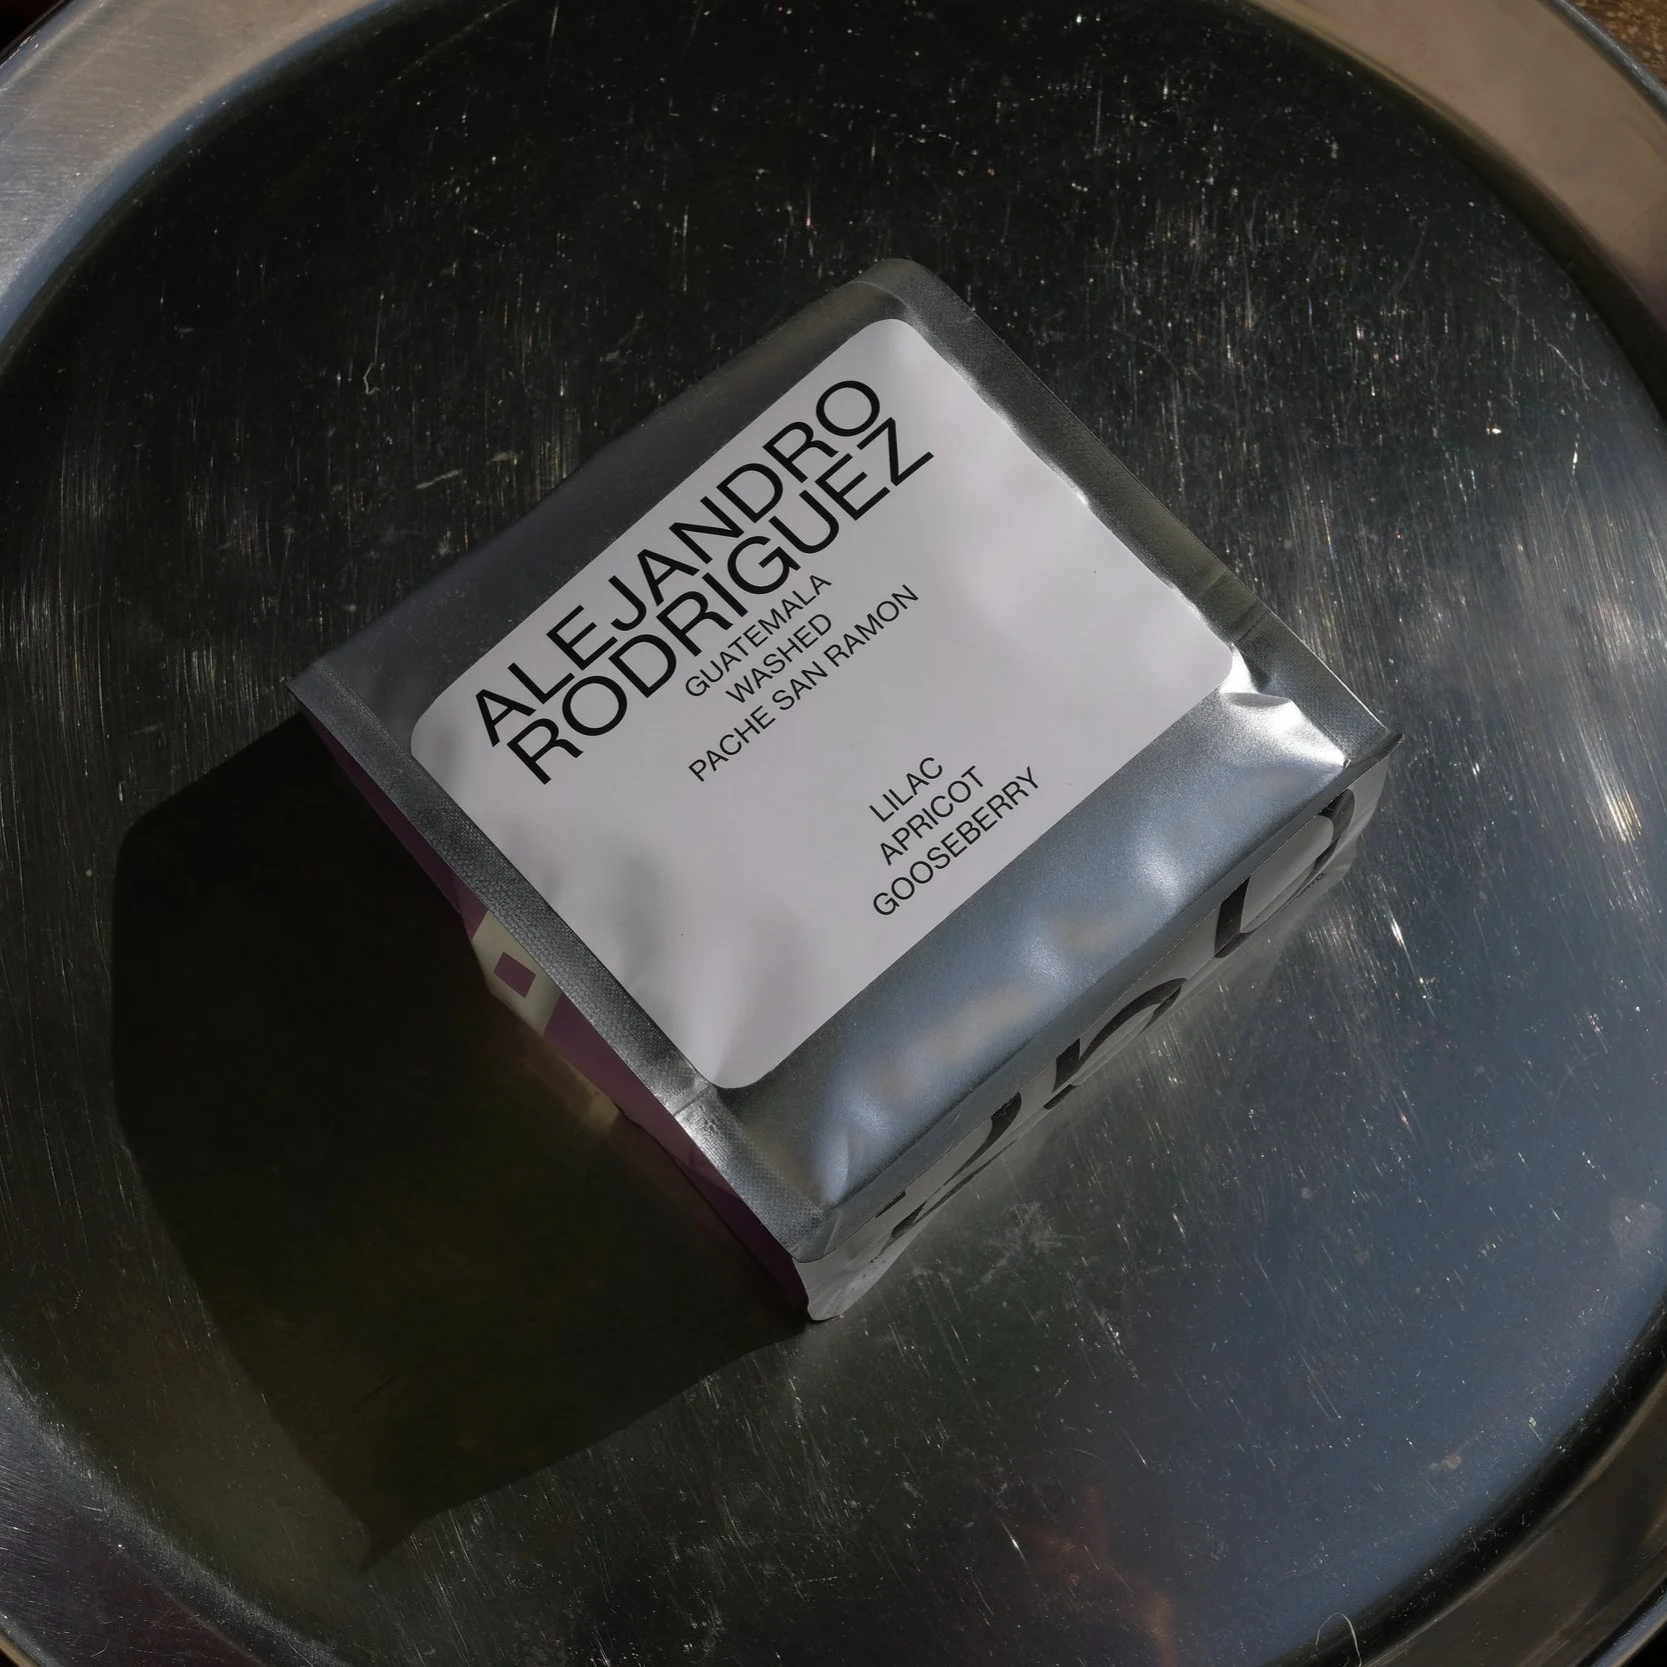 ALEJANDRO
RODRIGUEZ
GUATEMALA
WASHED
PACHE SAN RAMON
LILAC
APRICOT
GOOSEBERRY